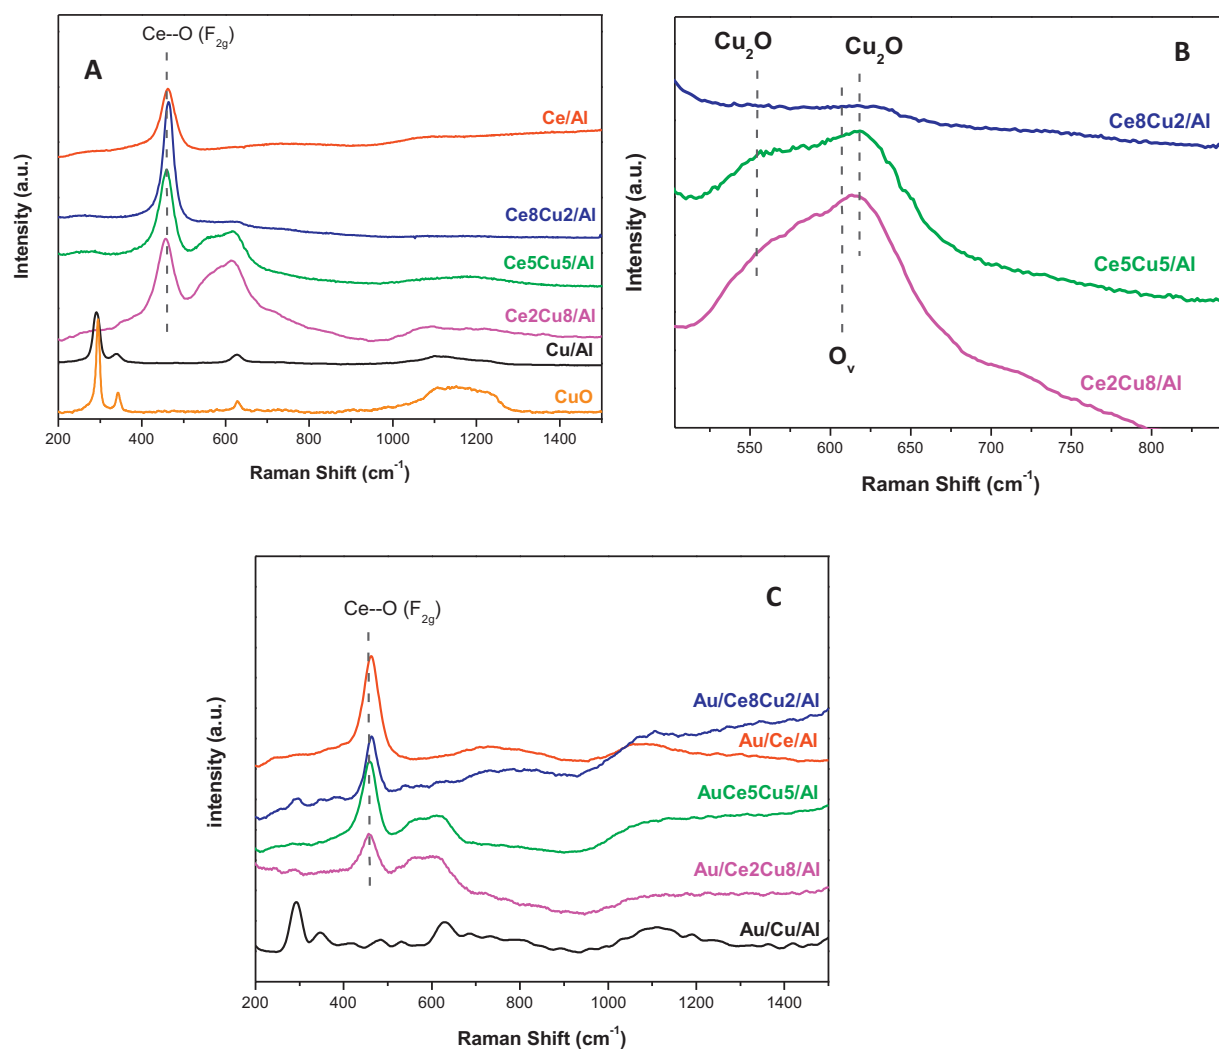 Ce--O (F2g)
A
Ce/Al
Ce8Cu2/Al
Ce5Cu5/Al
Ce2Cu8/Al
Cu/Al
CuO
Intensity (a.u.)
200 400 600 800 1000 1200 1400
Raman Shift (cm-1)
Cu2O Cu2O B
Ce8Cu2/Al
Ce5Cu5/Al
Ov
Ce2Cu8/Al
Intensity (a.u.)
550 600 650 700 750 800
Raman Shift (cm-1)
C
Ce--O (F2g)
Au/Ce8Cu2/Al
Au/Ce/Al
AuCe5Cu5/Al
Au/Ce2Cu8/Al
Au/Cu/Al
intensity (a.u.)
200 400 600 800 1000 1200 1400
Raman Shift (cm-1)